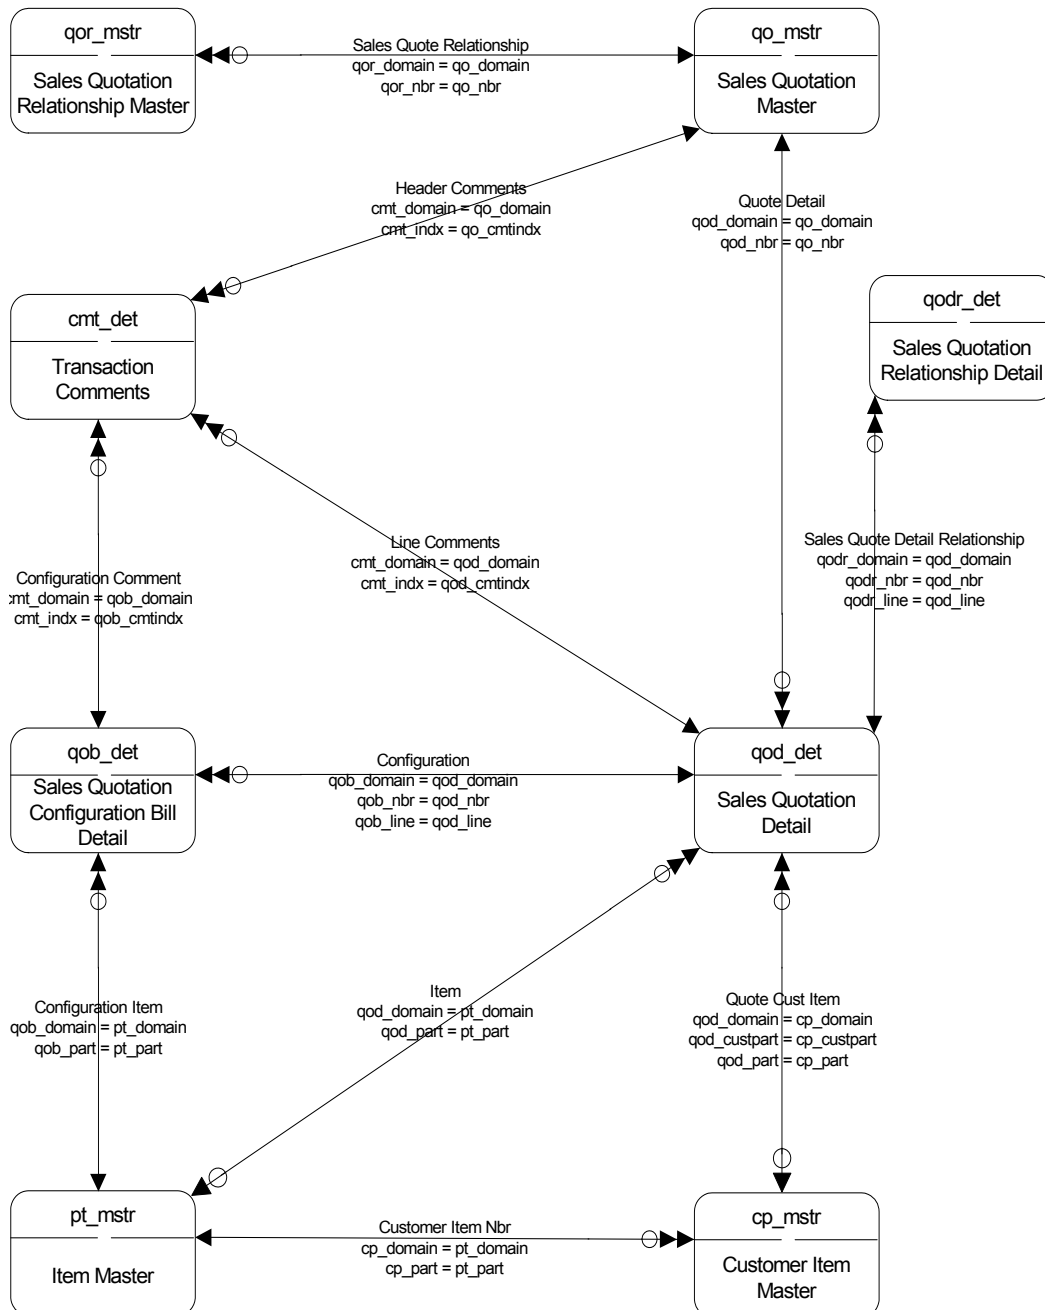 qor_mstr
Sales Quotation
Relationship Master
Sales Quote Relationship
qor_domain = qo_domain
qor_nbr = qo_nbr
qo_mstr
Sales Quotation
Master
Header Comments
cmt_domain = qo_domain
cmt_indx = qo_cmtindx
Quote Detail
qod_domain = qo_domain
qod_nbr = qo_nbr
cmt_det
Transaction
Comments
qodr_det
Sales Quotation
Relationship Detail
Line Comments
cmt_domain = qod_domain
cmt_indx = qod_cmtindx
Sales Quote Detail Relationship
qodr_domain = qod_domain
qodr_nbr = qod_nbr
qodr_line = qod_line
Configuration Comment
cmt_domain = qob_domain
cmt_indx = qob_cmtindx
qob_det
Sales Quotation
Configuration Bill
Detail
Configuration
qob_domain = qod_domain
qob_nbr = qod_nbr
qob_line = qod_line
qod_det
Sales Quotation
Detail
Configuration Item
qob_domain = pt_domain
qob_part = pt_part
Item
qod_domain = pt_domain
qod_part = pt_part
Quote Cust Item
qod_domain = cp_domain
qod_custpart = cp_custpart
qod_part = cp_part
pt_mstr
Item Master
Customer Item Nbr
cp_domain = pt_domain
cp_part = pt_part
cp_mstr
Customer Item
Master